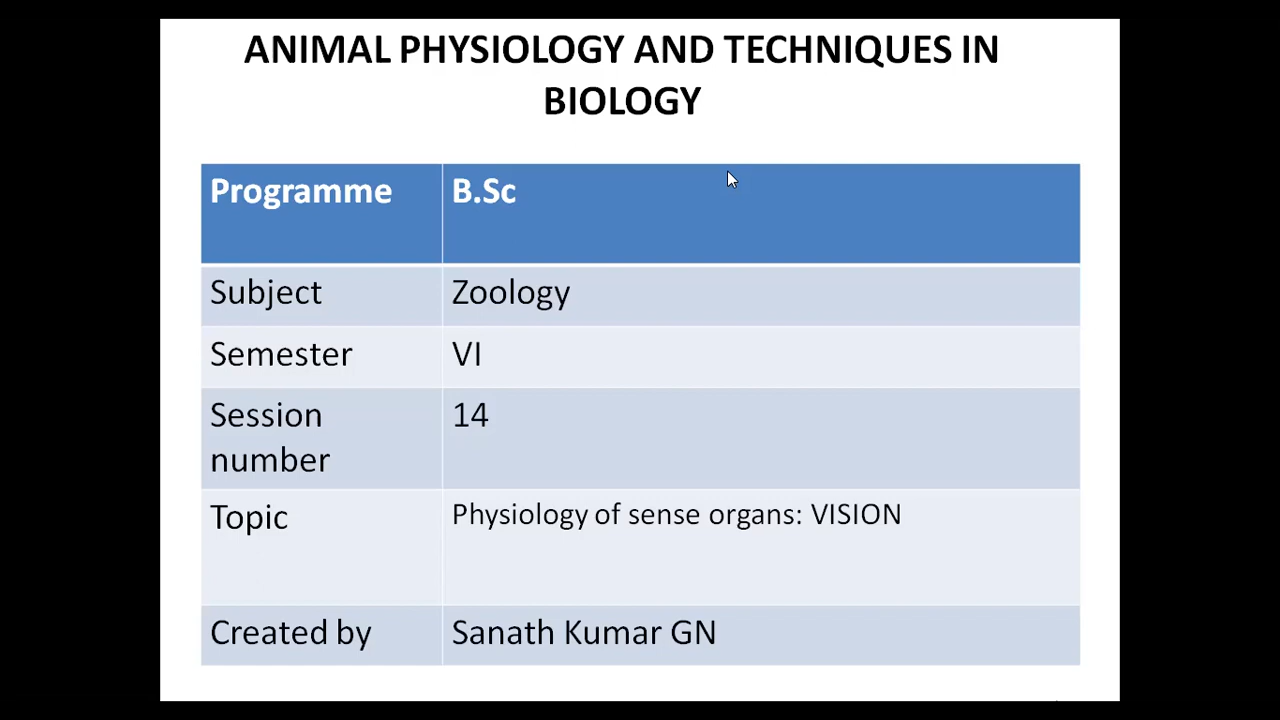 ANIMAL PHYSIOLOGY AND TECHNIQUES IN
BIOLOGY
Programme B.Sc
Subject Zoology
Semester VI
Session 14
number
Topic Physiology of sense organs: VISION
Created by Sanath Kumar GN